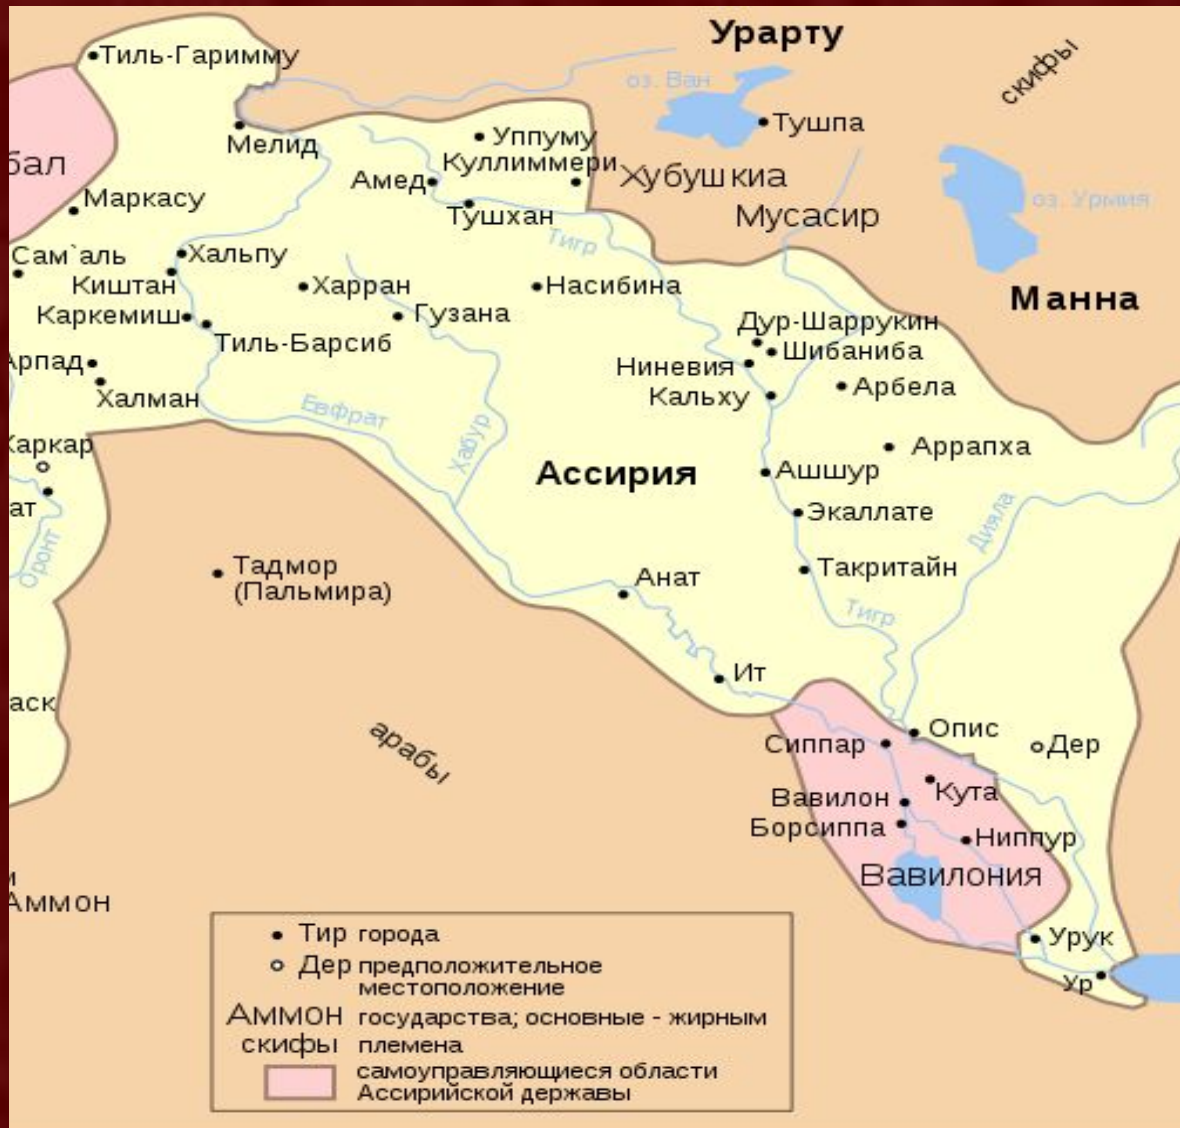 Урарту
скифы
Тиль-Гаримму
оз. Ван
Тушпа
Мелид
Уппуму
Куллиммери
бал
Амед
Хубушкиа
Маркасу
Тушхан
Мусасир
оз. Урмия
Тигр
Сам`аль
Хальпу
Киштан
Харран
Насибина
Манна
Каркемиш
Гузана
Дур-Шаррукин
Тиль-Барсиб
Шибаниба
Арпад
Ниневия
Халман
Кальху
Арбела
Евфрат
Хабур
Каркар
Аррапха
Ассирия
Ашшур
ат
Экаллате
Дияла
Оронт
Тадмор
(Пальмира)
Анат
Такритайн
Тигр
Ит
аск
арабы
Опис
Сиппар
Дер
Кута
Вавилон
Борсиппа
Ниппур
Вавилония
и
Аммон
Урук
Ур
Тир города
Дер предположительное
местоположение
Аммон государства; основные - жирным
скифы племена
самоуправляющиеся области
Ассирийской державы